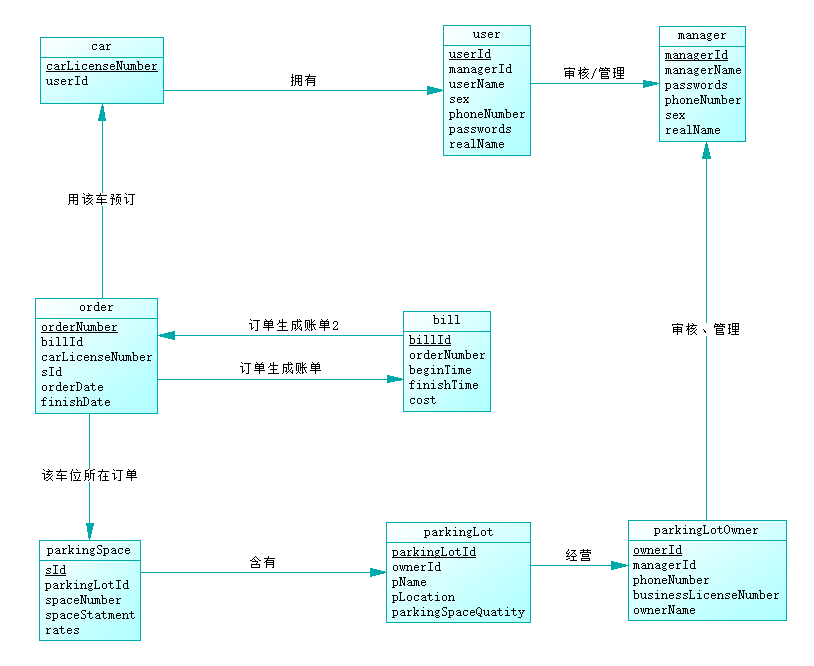 car
carLicenseNumber
userId
user
userId
managerId
userName
sex
phoneNumber
passwords
realName
manager
managerId
managerName
passwords
phoneNumber
sex
realName
拥有
审核/管理
用该车预订
order
orderNumber
billId
carLicenseNumber
sId
orderDate
finishDate
订单生成账单2
订单生成账单
bill
billId
orderNumber
beginTime
finishTime
cost
审核、管理
该车位所在订单
parkingSpace
sId
parkingLotId
spaceNumber
spaceStatment
rates
含有
parkingLot
parkingLotId
ownerId
pName
pLocation
parkingSpaceQuatity
经营
parkingLotOwner
ownerId
managerId
phoneNumber
businessLicenseNumber
ownerName